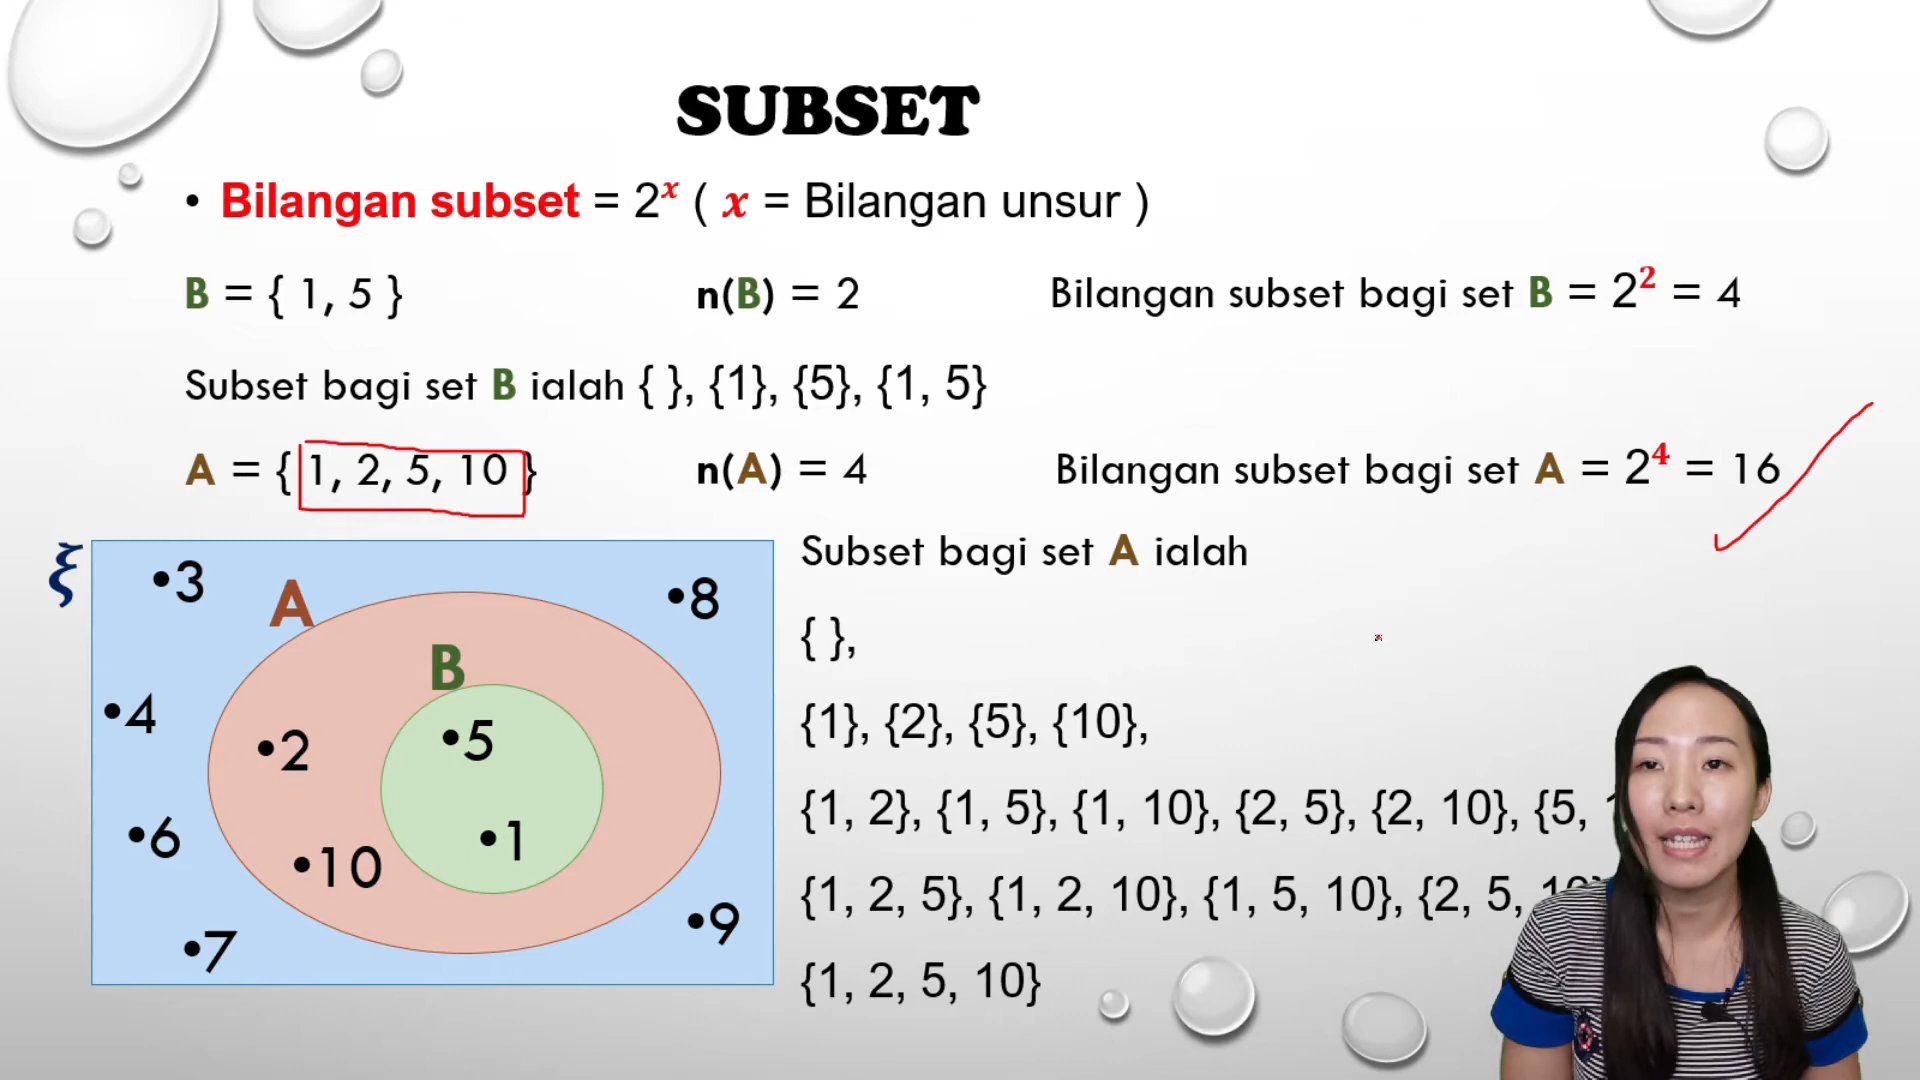 SUBSET
• Bilangan subset = 2ˣ ( x = Bilangan unsur )
B = { 1, 5 } n(B) = 2 Bilangan subset bagi set B = 2² = 4
Subset bagi set B ialah { }, {1}, {5}, {1, 5}
A = { 1, 2, 5, 10 } n(A) = 4 Bilangan subset bagi set A = 2⁴ = 16
ξ
•3
A
•8
B
•4
•5
•2
•6
•1
•10
•9
•7
Subset bagi set A ialah
{ },
{1}, {2}, {5}, {10},
{1, 2}, {1, 5}, {1, 10}, {2, 5}, {2, 10}, {5,
{1, 2, 5}, {1, 2, 10}, {1, 5, 10}, {2, 5, 10}
{1, 2, 5, 10}